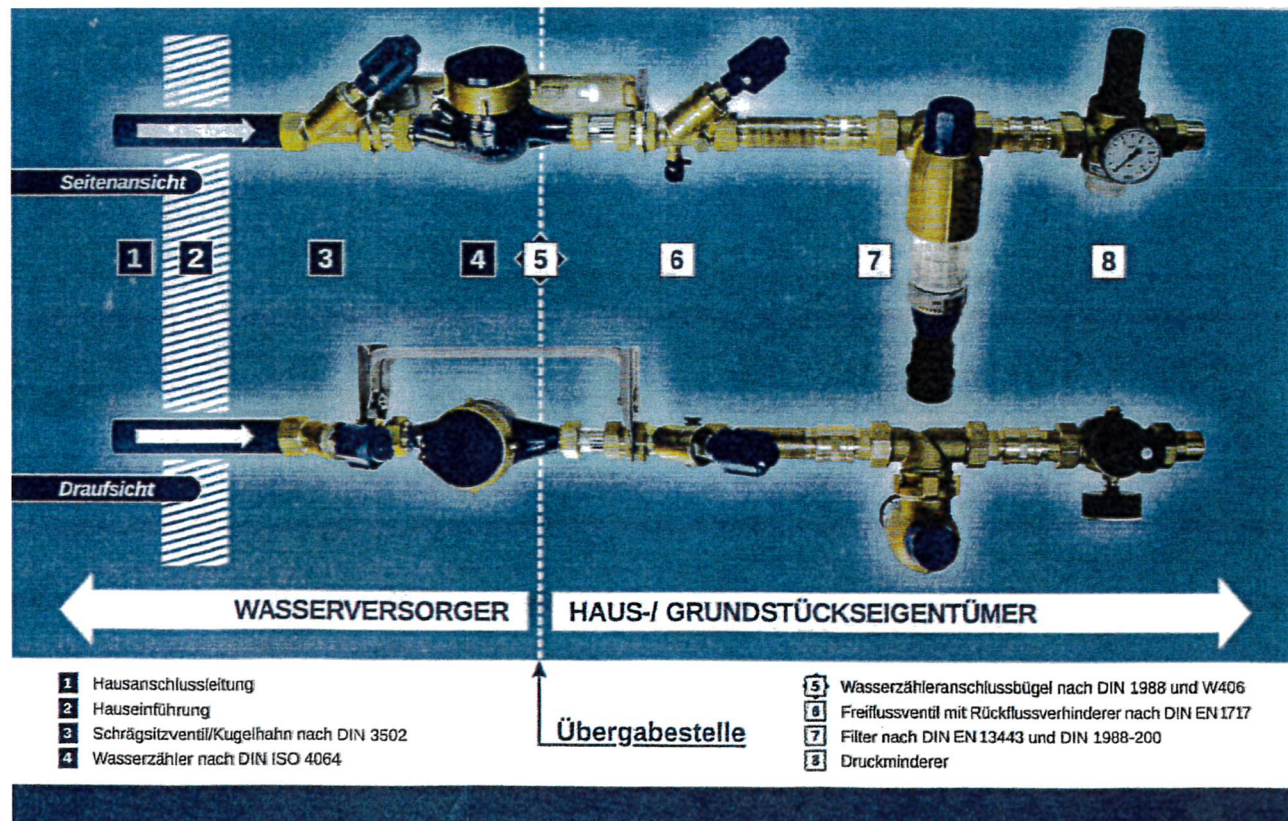 Seitenansicht
1 2 3 4 5 6 7 8
Draufsicht
WASSERVERSORGER HAUS-/ GRUNDSTÜCKSEIGENTÜMER
1 Hausanschlussleitung
2 Hauseinführung
3 Schrägsitzventil/Kugelhahn nach DIN 3502
4 Wasserzähler nach DIN ISO 4064
Übergabestelle
5 Wasserzähleranschlussbügel nach DIN 1988 und W406
6 Freiflussventil mit Rückflussverhinderer nach DIN EN 1717
7 Filter nach DIN EN 13443 und DIN 1988-200
8 Druckminderer